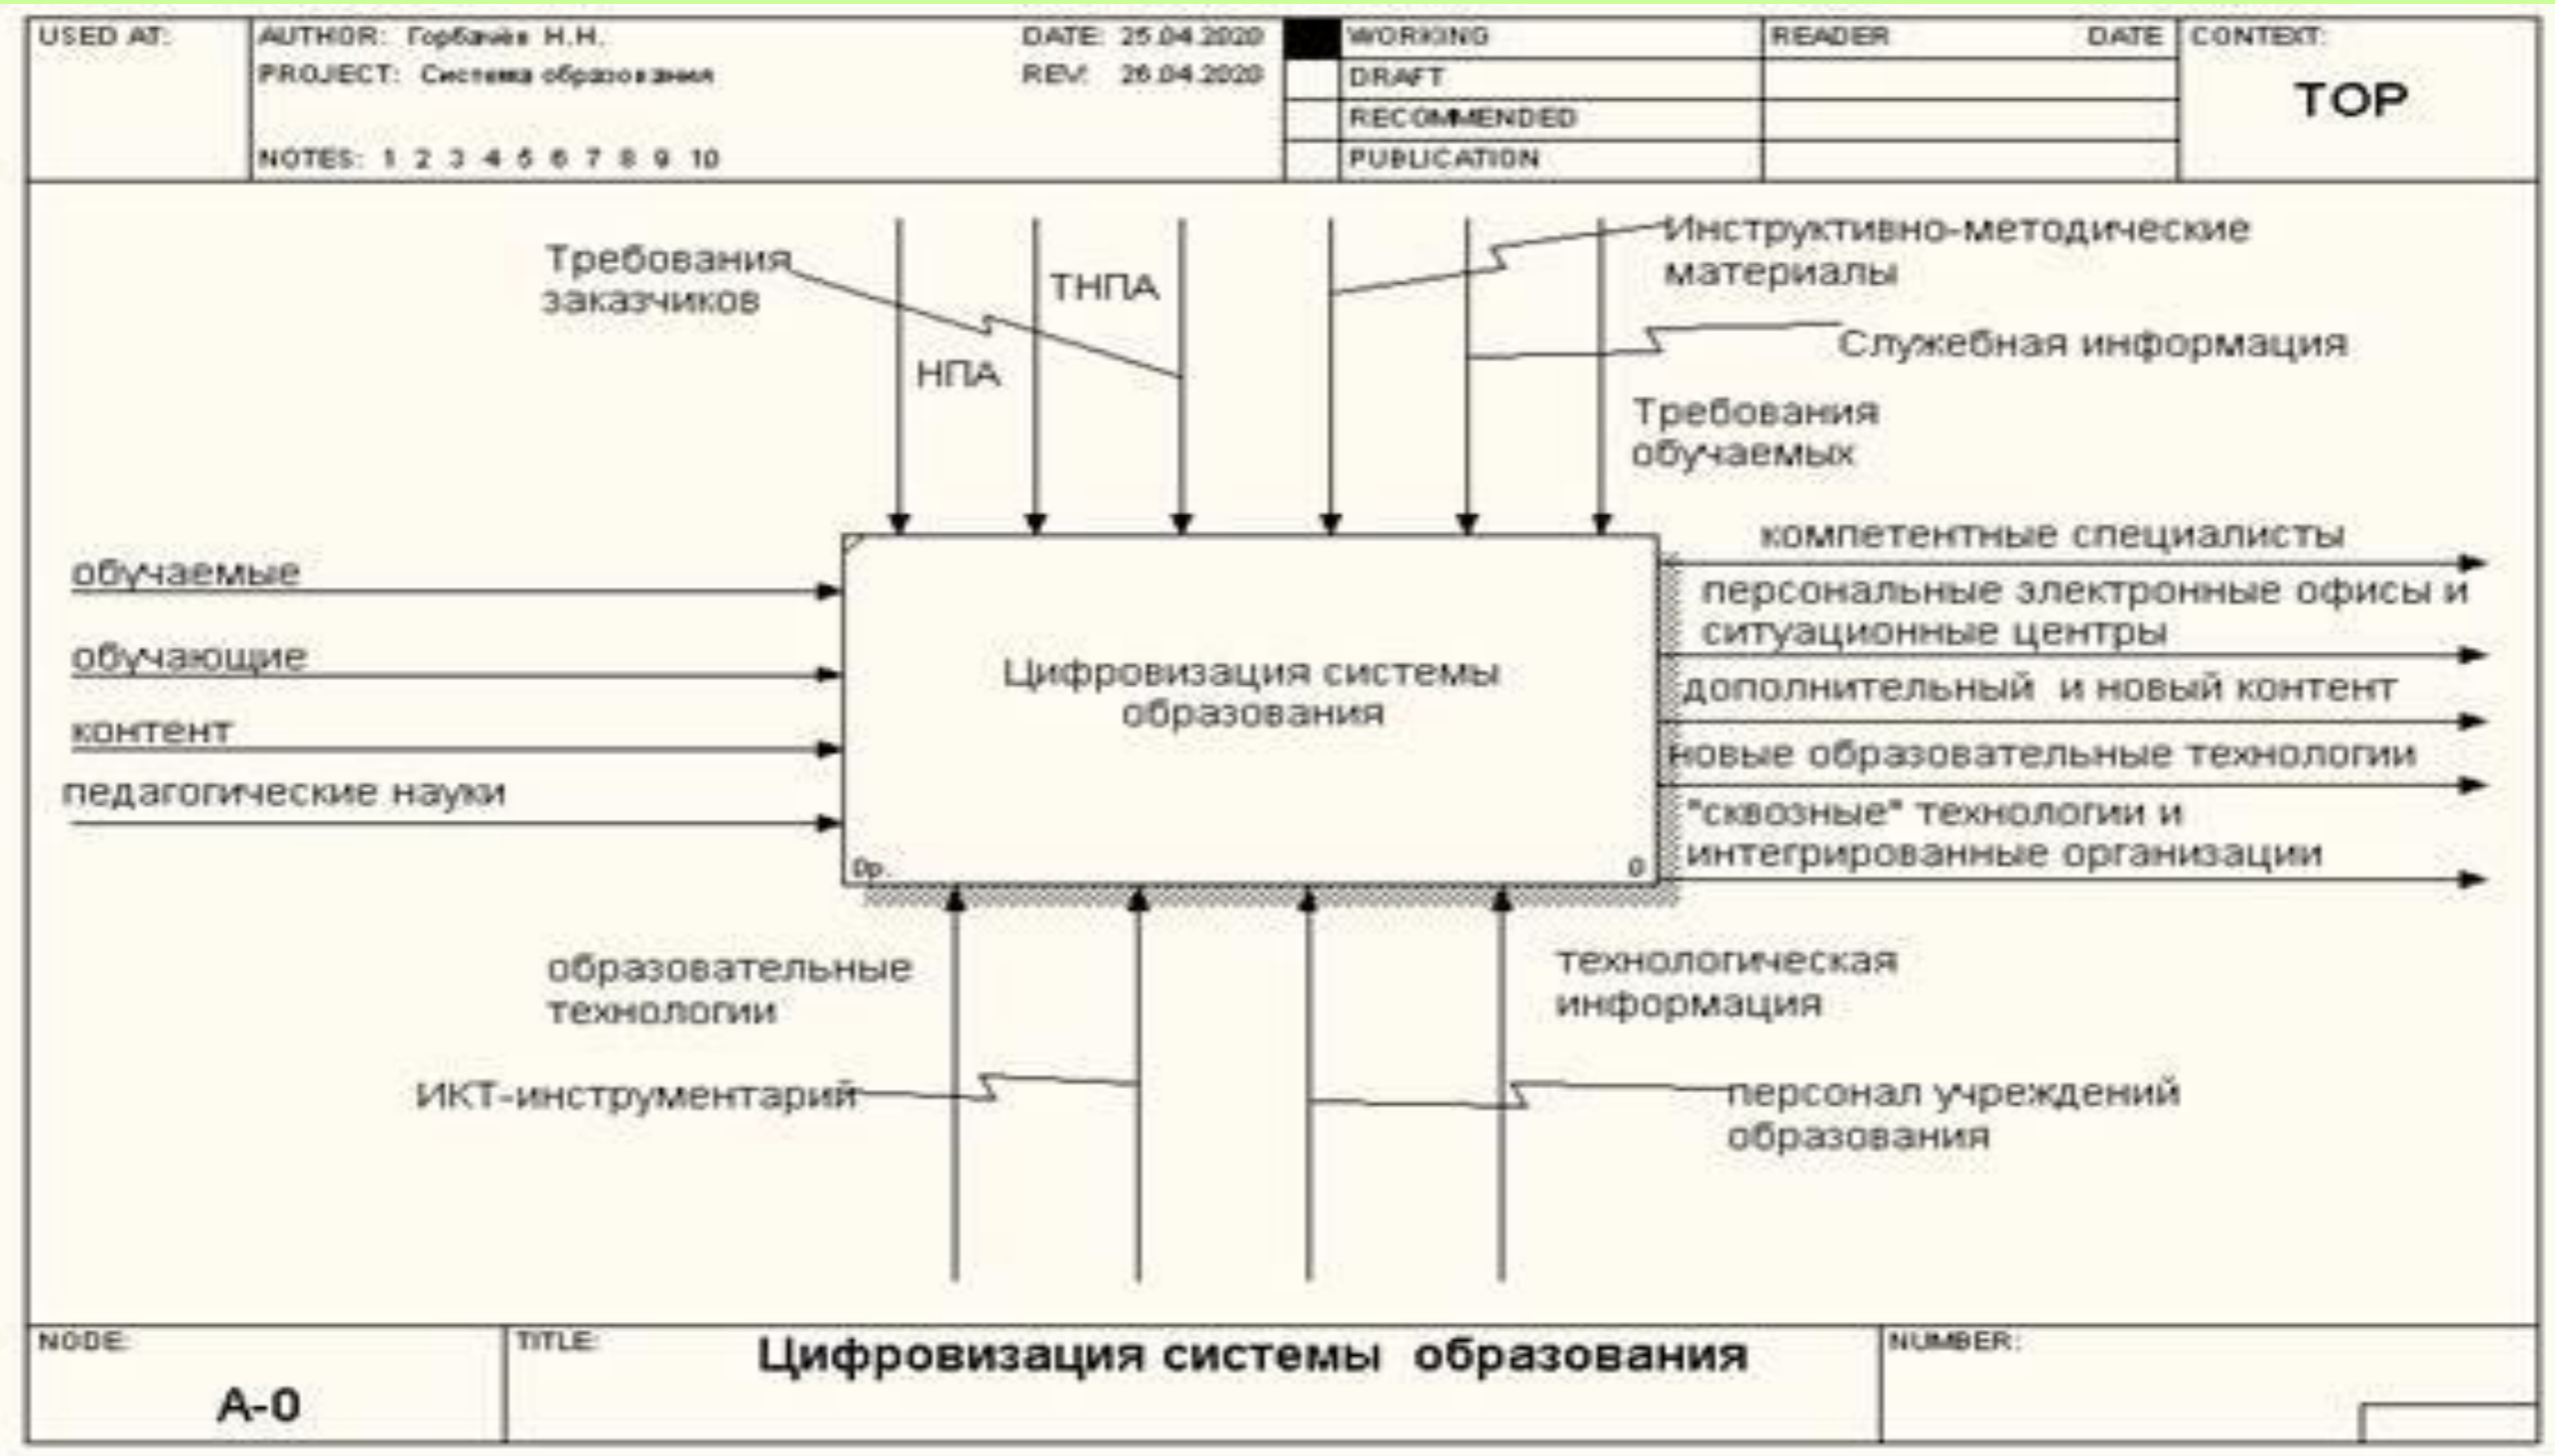 USED AT:
AUTHOR: Горбачёв Н.Н.
DATE: 25.04.2020
PROJECT: Система образования
REV: 26.04.2020
NOTES: 1 2 3 4 5 6 7 8 9 10
WORKING
DRAFT
RECOMMENDED
PUBLICATION
READER DATE
CONTEXT:
TOP
Требования
заказчиков
НПА
ТНПА
Инструктивно-методические
материалы
Служебная информация
Требования
обучаемых
обучаемые
обучающие
контент
педагогические науки
Цифровизация системы
образования
0р.
0
компетентные специалисты
персональные электронные офисы и
ситуационные центры
дополнительный и новый контент
новые образовательные технологии
"сквозные" технологии и
интегрированные организации
образовательные
технологии
ИКТ-инструментарий
технологическая
информация
персонал учреждений
образования
NODE:
A-0
TITLE:
Цифровизация системы образования
NUMBER: